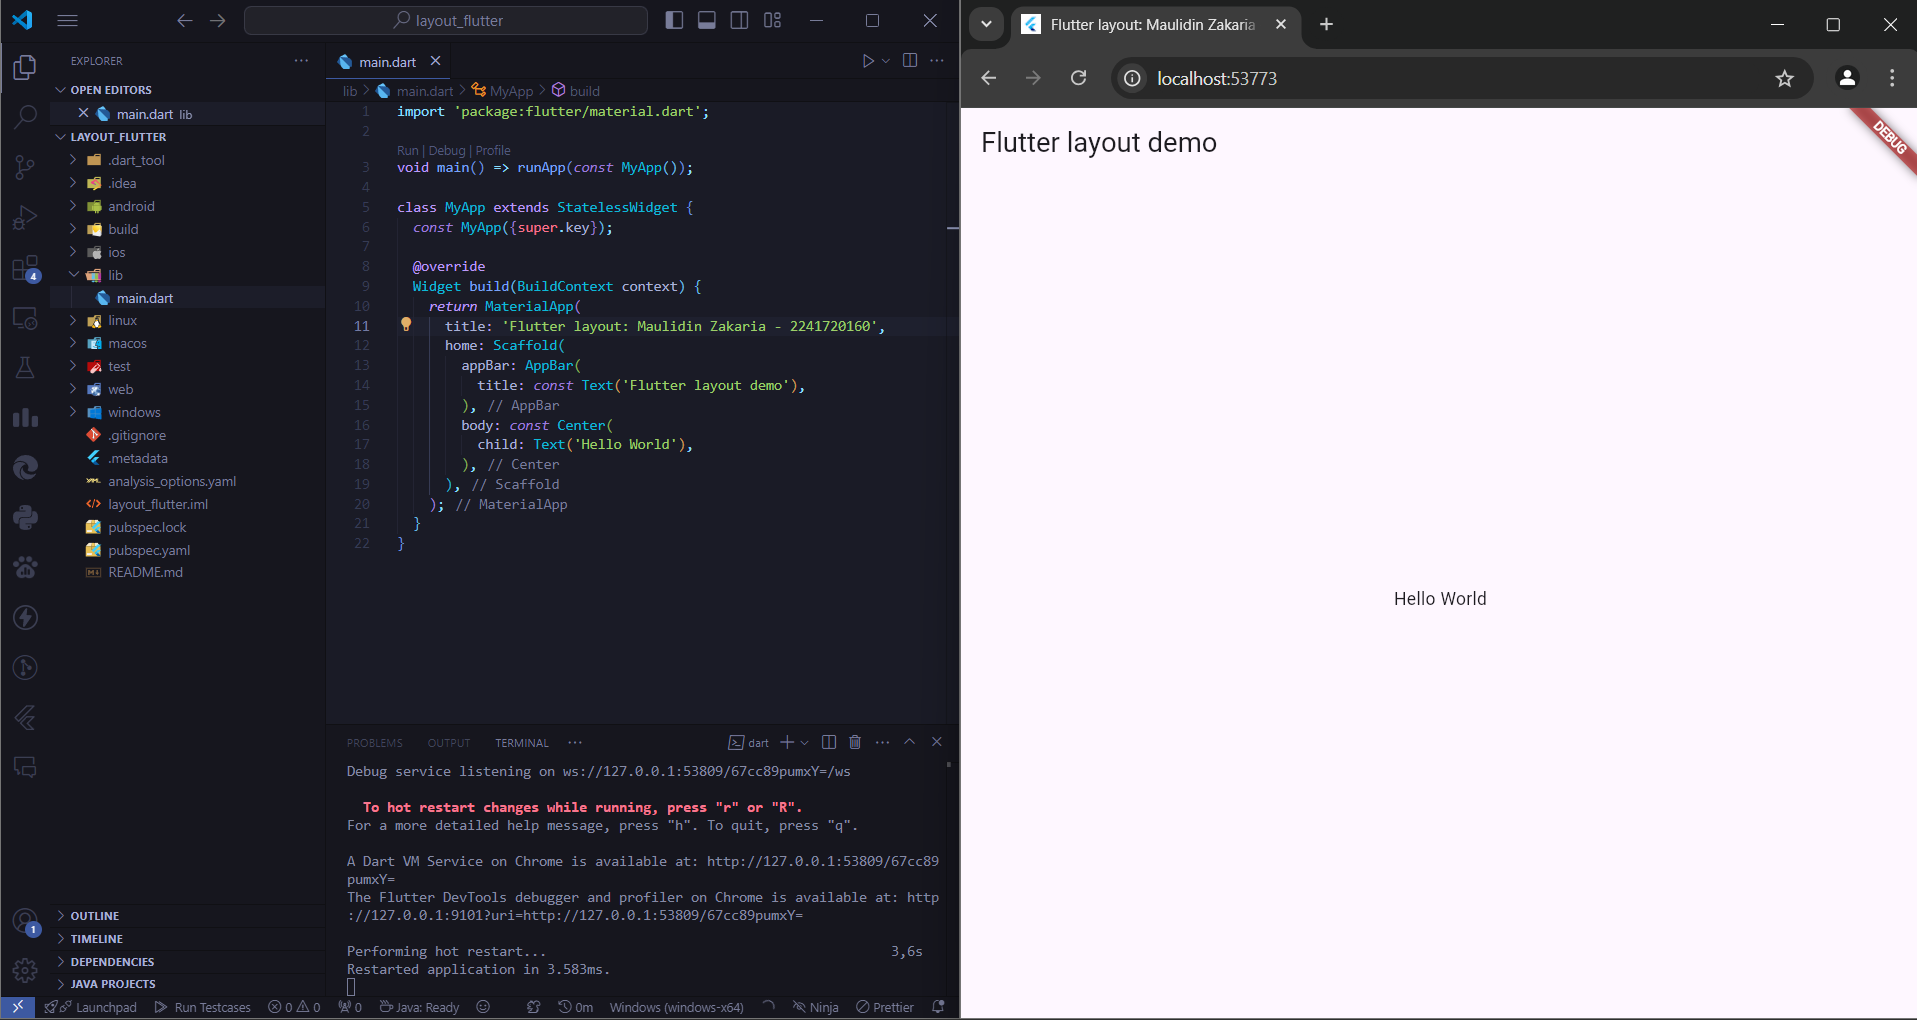 layout_flutter
EXPLORER
OPEN EDITORS
main.dart lib
LAYOUT_FLUTTER
.dart_tool
.idea
android
build
ios
lib
main.dart
linux
macos
test
web
windows
.gitignore
.metadata
analysis_options.yaml
layout_flutter.iml
pubspec.lock
pubspec.yaml
README.md
OUTLINE
TIMELINE
DEPENDENCIES
JAVA PROJECTS
4
1
main.dart
lib > main.dart > MyApp > build
1 import 'package:flutter/material.dart';
2
Run | Debug | Profile
3 void main() => runApp(const MyApp());
4
5 class MyApp extends StatelessWidget {
6 const MyApp({super.key});
7
8 @override
9 Widget build(BuildContext context) {
10 return MaterialApp(
11 title: 'Flutter layout: Maulidin Zakaria - 2241720160',
12 home: Scaffold(
13 appBar: AppBar(
14 title: const Text('Flutter layout demo'),
15 ), // AppBar
16 body: const Center(
17 child: Text('Hello World'),
18 ), // Center
19 ), // Scaffold
20 ); // MaterialApp
21 }
22 }
PROBLEMS OUTPUT TERMINAL ··· dart
Debug service listening on ws://127.0.0.1:53809/67cc89pumxY=/ws
To hot restart changes while running, press "r" or "R".
For a more detailed help message, press "h". To quit, press "q".
A Dart VM Service on Chrome is available at: http://127.0.0.1:53809/67cc89
pumxY=
The Flutter DevTools debugger and profiler on Chrome is available at: http
://127.0.0.1:9101?uri=http://127.0.0.1:53809/67cc89pumxY=
Performing hot restart... 3,6s
Restarted application in 3.583ms.
Launchpad Run Testcases 0 0 0 Java: Ready 0m Windows (windows-x64) Ninja Prettier
Flutter layout: Maulidin Zakaria
localhost:53773
Flutter layout demo
DEBUG
Hello World